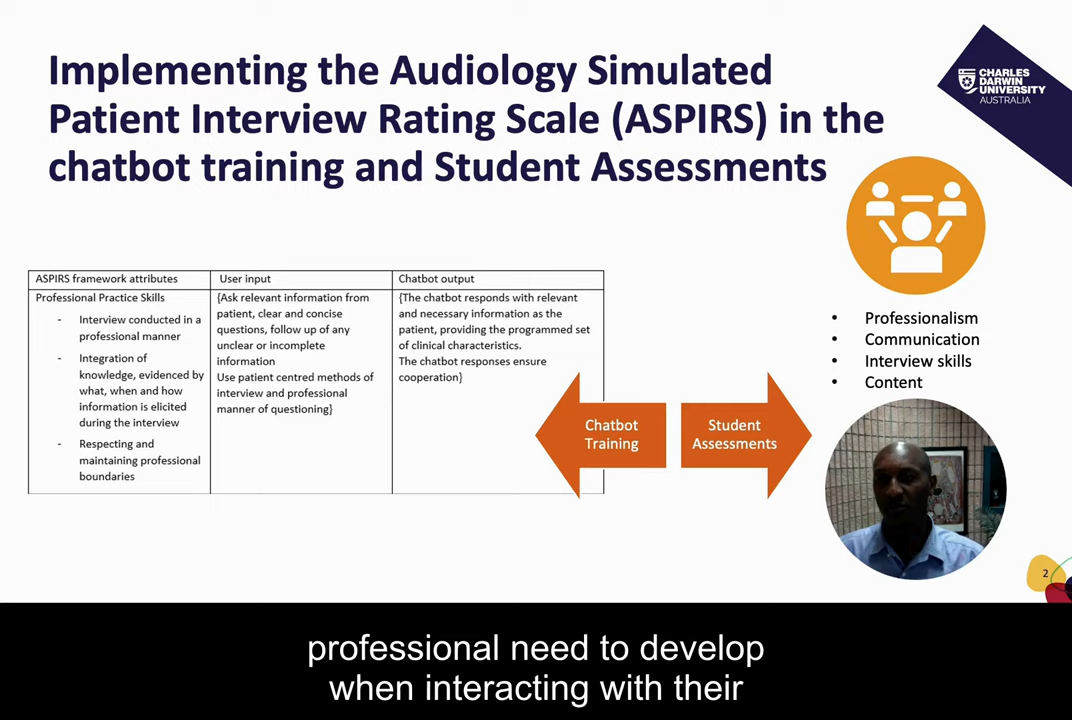 Implementing the Audiology Simulated
Patient Interview Rating Scale (ASPIRS) in the
chatbot training and Student Assessments
CHARLES
DARWIN
UNIVERSITY
AUSTRALIA
ASPIRS framework attributes
Professional Practice Skills
- Interview conducted in a
professional manner
- Integration of
knowledge, evidenced by
what, when and how
information is elicited
during the interview
- Respecting and
maintaining professional
boundaries
User input
{Ask relevant information from
patient, clear and concise
questions, follow up of any
unclear or incomplete
information
Use patient centred methods of
interview and professional
manner of questioning}
Chatbot output
{The chatbot responds with relevant
and necessary information as the
patient, providing the programmed set
of clinical characteristics.
The chatbot responses ensure
cooperation}
Chatbot
Training
Student
Assessments
• Professionalism
• Communication
• Interview skills
• Content
2
professional need to develop
when interacting with their